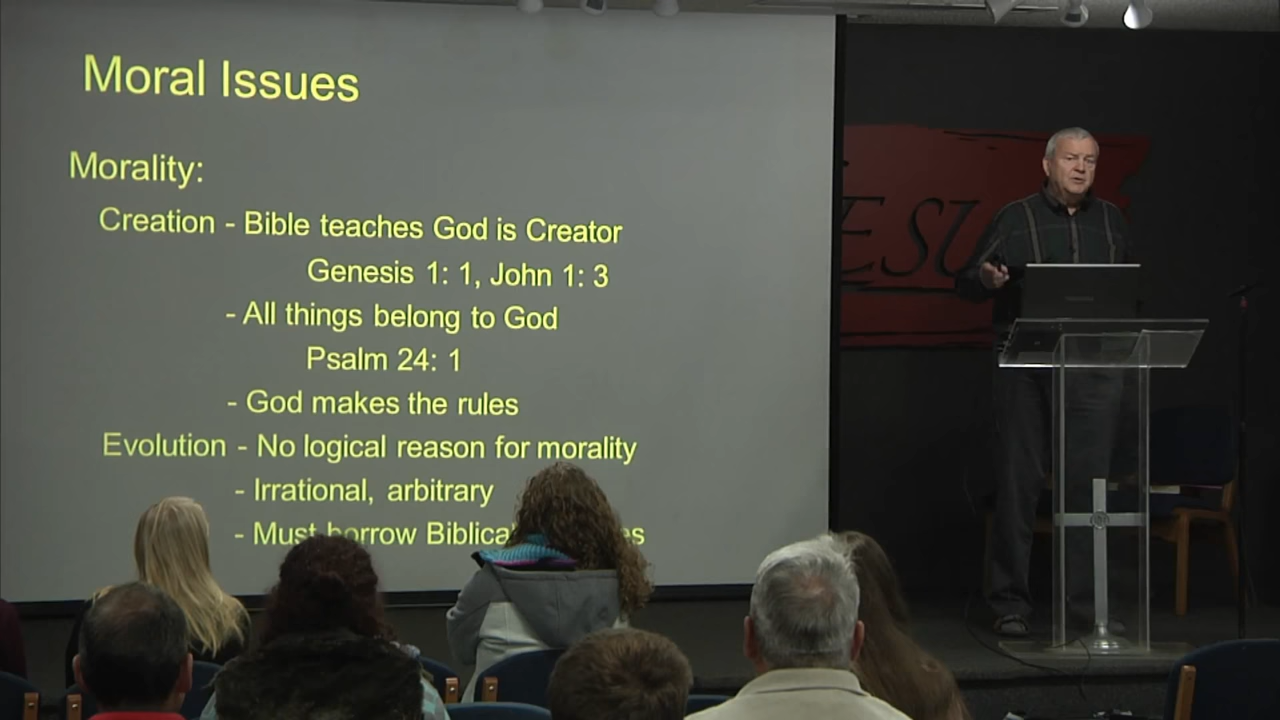 Moral Issues
Morality:
Creation - Bible teaches God is Creator
Genesis 1: 1, John 1: 3
- All things belong to God
Psalm 24: 1
- God makes the rules
Evolution - No logical reason for morality
- Irrational, arbitrary
- Must borrow
ESU